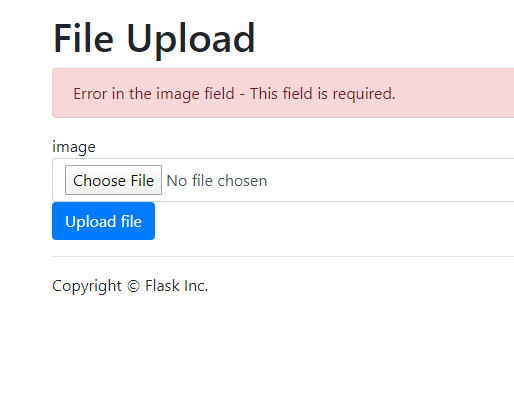 File Upload
Error in the image field - This field is required.
image
Choose File No file chosen
Upload file
Copyright © Flask Inc.